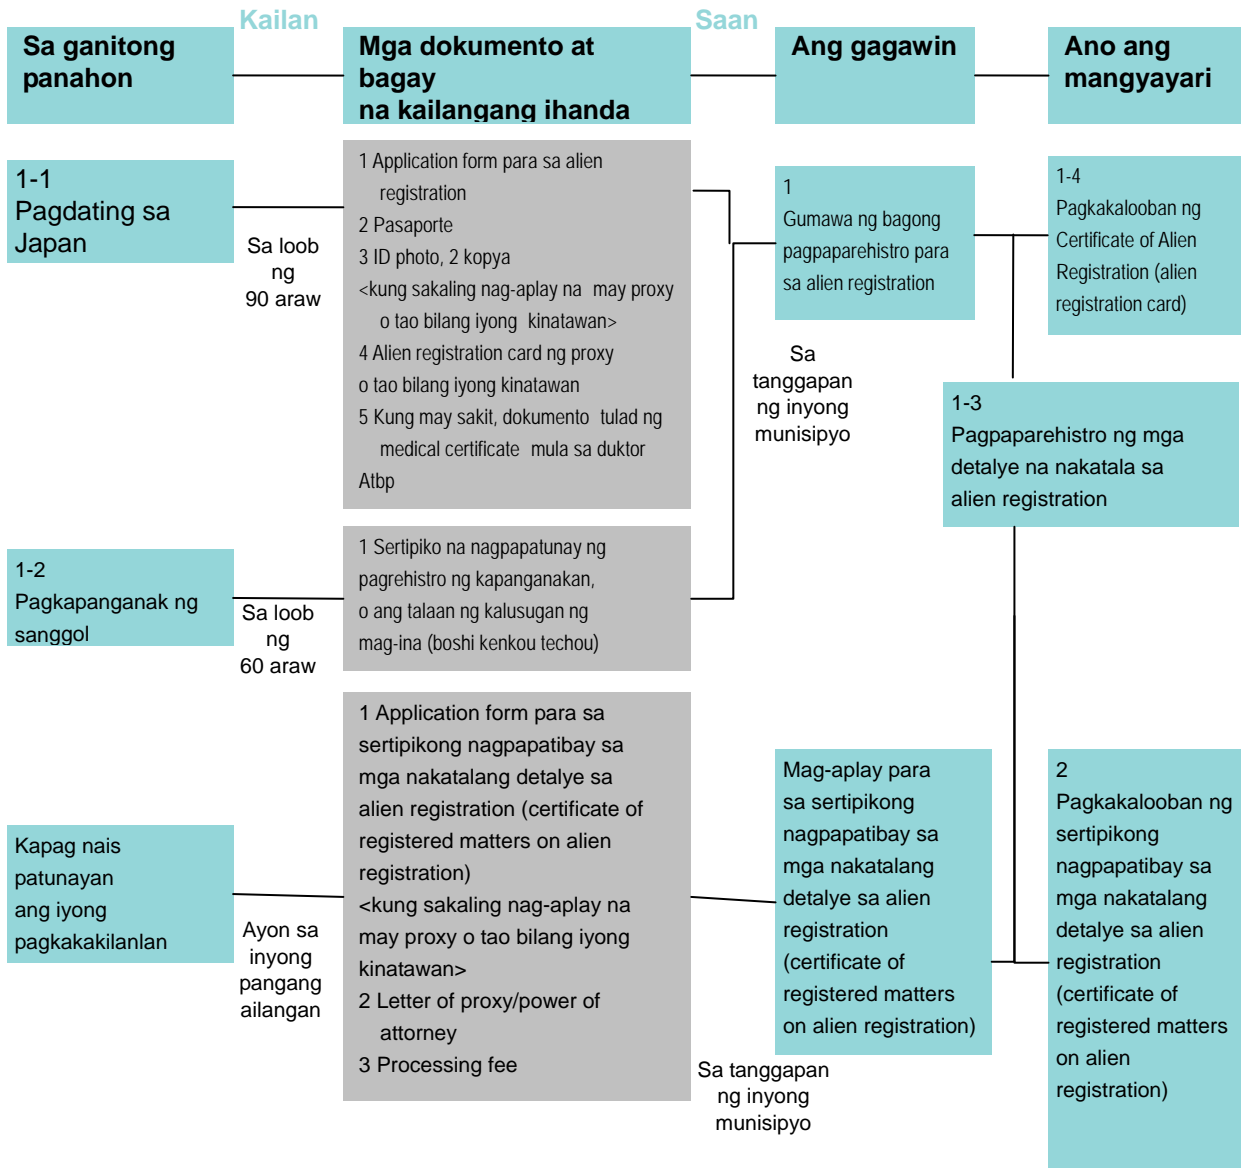 Kailan
Saan
Sa ganitong
panahon
Mga dokumento at
bagay
na kailangang ihanda
Ang gagawin
Ano ang
mangyayari
1-1
Pagdating sa
Japan
Sa loob
ng
90 araw
1 Application form para sa alien
registration
2 Pasaporte
3 ID photo, 2 kopya
<kung sakaling nag-aplay na may proxy
o tao bilang iyong kinatawan>
4 Alien registration card ng proxy
o tao bilang iyong kinatawan
5 Kung may sakit, dokumento tulad ng
medical certificate mula sa duktor
Atbp
1
Gumawa ng bagong
pagpaparehistro para
sa alien registration
Sa
tanggapan
ng inyong
munisipyo
1-4
Pagkakalooban ng
Certificate of Alien
Registration (alien
registration card)
1-3
Pagpaparehistro ng mga
detalye na nakatala sa
alien registration
1-2
Pagkapanganak ng
sanggol
Sa loob
ng
60 araw
1 Sertipiko na nagpapatunay ng
pagrehistro ng kapanganakan,
o ang talaan ng kalusugan ng
mag-ina (boshi kenkou techou)
Kapag nais
patunayan
ang iyong
pagkakakilanlan
Ayon sa
inyong
pangang
ailangan
1 Application form para sa
sertipikong nagpapatibay sa
mga nakatalang detalye sa
alien registration (certificate of
registered matters on alien
registration)
<kung sakaling nag-aplay na
may proxy o tao bilang iyong
kinatawan>
2 Letter of proxy/power of
attorney
3 Processing fee
Sa tanggapan
ng inyong
munisipyo
Mag-aplay para
sa sertipikong
nagpapatibay sa
mga nakatalang
detalye sa alien
registration
(certificate of
registered matters
on alien registration)
2
Pagkakalooban ng
sertipikong
nagpapatibay sa
mga nakatalang
detalye sa alien
registration
(certificate of
registered matters
on alien
registration)